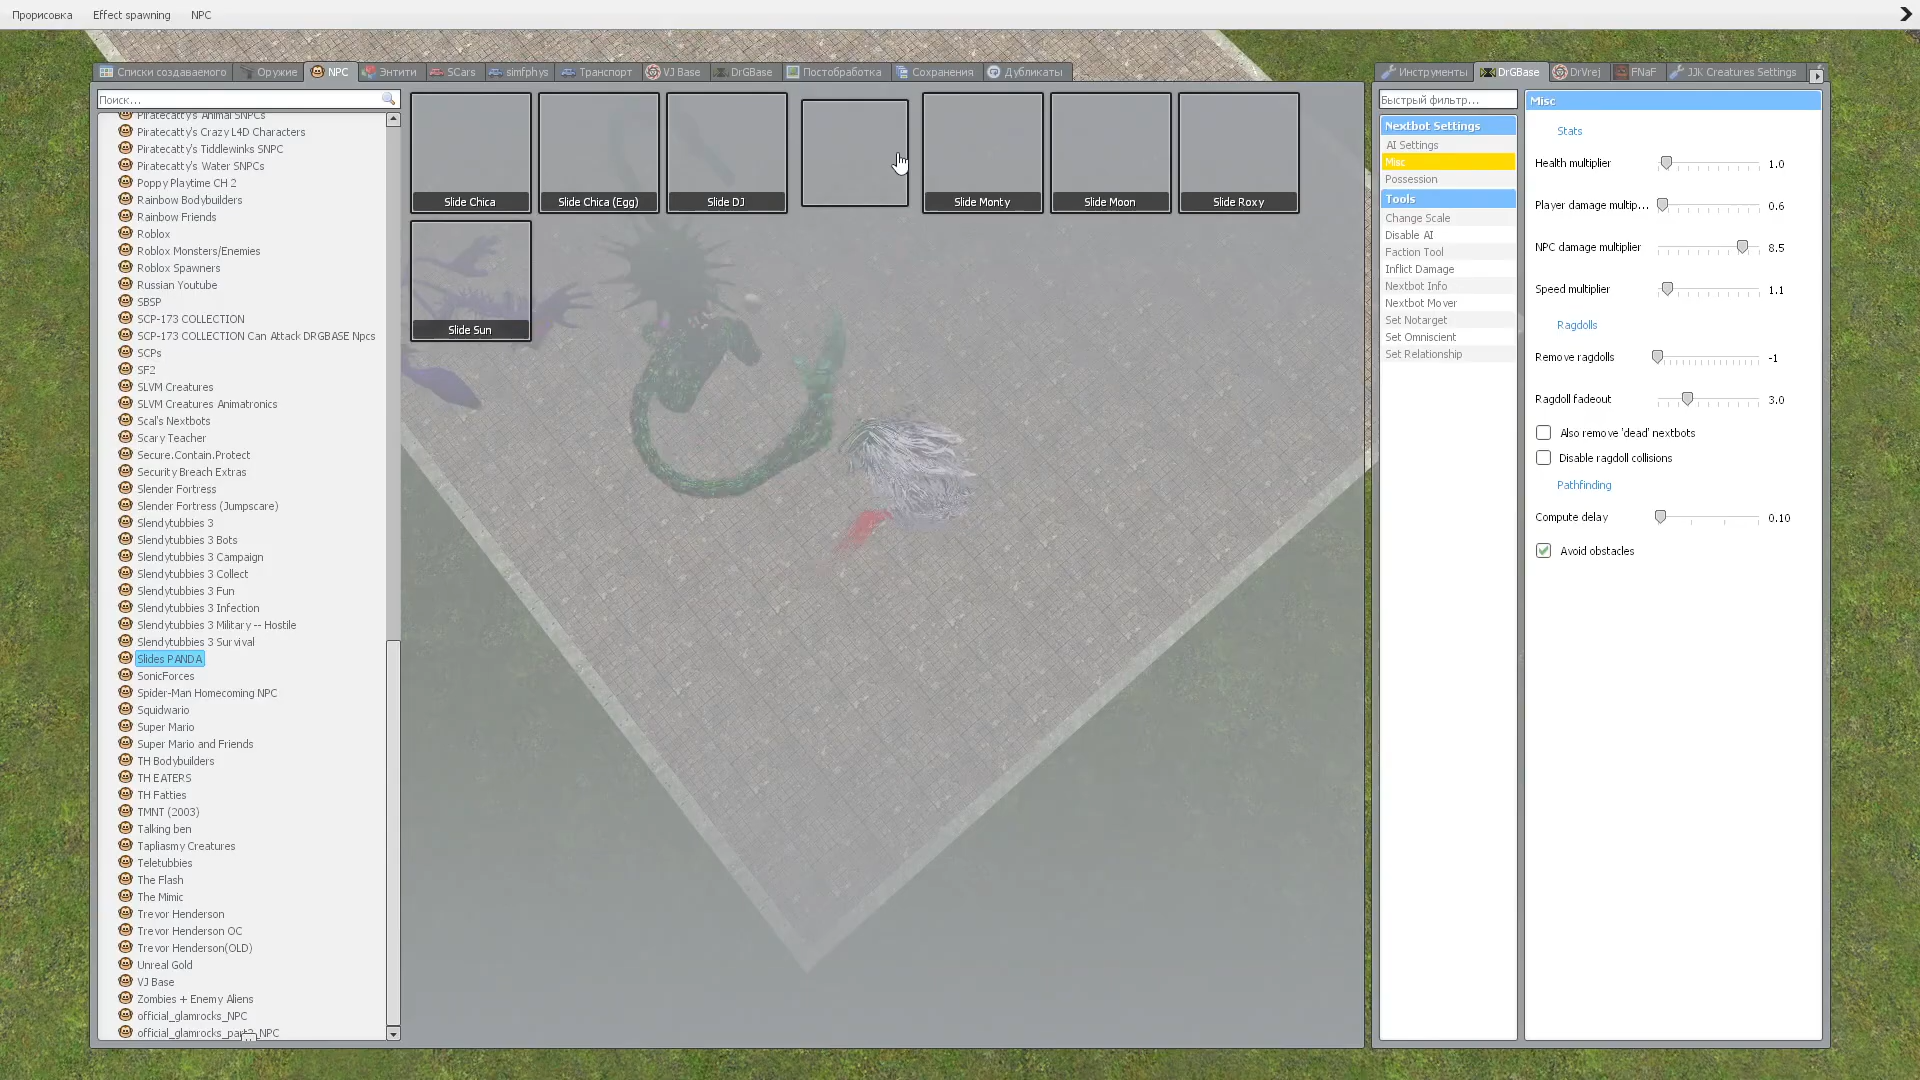 Прорисовка Effect spawning NPC
Списки создаваемого Оружие NPC Энтити SCars simfphys Транспорт VJ Base DrGBase Постобработка Сохранения Дубликаты
Поиск...
Piratecatty's Animal SNPCs
Piratecatty's Crazy L4D Characters
Piratecatty's Tiddlewinks SNPC
Piratecatty's Water SNPCs
Poppy Playtime CH 2
Rainbow Bodybuilders
Rainbow Friends
Roblox
Roblox Monsters/Enemies
Roblox Spawners
Russian Youtube
SBSP
SCP-173 COLLECTION
SCP-173 COLLECTION Can Attack DRGBASE Npcs
SCPs
SF2
SLVM Creatures
SLVM Creatures Animatronics
Scal's Nextbots
Scary Teacher
Secure.Contain.Protect
Security Breach Extras
Slender Fortress
Slender Fortress (Jumpscare)
Slendytubbies 3
Slendytubbies 3 Bots
Slendytubbies 3 Campaign
Slendytubbies 3 Collect
Slendytubbies 3 Fun
Slendytubbies 3 Infection
Slendytubbies 3 Military -- Hostile
Slendytubbies 3 Survival
Slides PANDA
SonicForces
Spider-Man Homecoming NPC
Squidwario
Super Mario
Super Mario and Friends
TH Bodybuilders
TH EATERS
TH Fatties
TMNT (2003)
Talking ben
Tapliasmy Creatures
Teletubbies
The Flash
The Mimic
Trevor Henderson
Trevor Henderson OC
Trevor Henderson(OLD)
Unreal Gold
VJ Base
Zombies + Enemy Aliens
official_glamrocks_NPC
official_glamrocks_part2_NPC
Slide Chica Slide Chica (Egg) Slide DJ Slide Monty Slide Moon Slide Roxy
Slide Sun
Инструменты DrGBase DrVrej FNaF JJK Creatures Settings
Быстрый фильтр...
Nextbot Settings
AI Settings
Misc
Possession
Tools
Change Scale
Disable AI
Faction Tool
Inflict Damage
Nextbot Info
Nextbot Mover
Set Notarget
Set Omniscient
Set Relationship
Misc
Stats
Health multiplier 1.0
Player damage multip... 0.6
NPC damage multiplier 8.5
Speed multiplier 1.1
Ragdolls
Remove ragdolls -1
Ragdoll fadeout 3.0
Also remove 'dead' nextbots
Disable ragdoll collisions
Pathfinding
Compute delay 0.10
Avoid obstacles